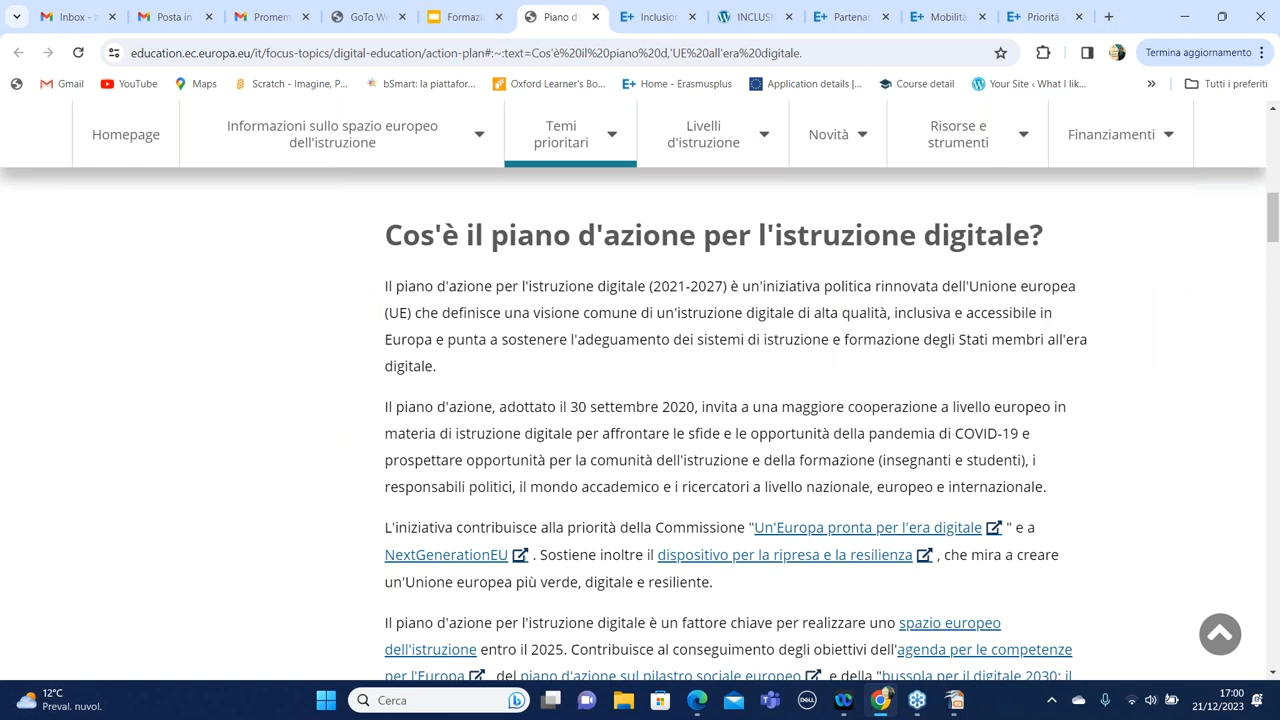 Inbox -
Posta in
Promem
GoTo We
Formazi
Piano d'
Inclusion
INCLUSI
Partenar
Mobilità
Priorità
education.ec.europa.eu/it/focus-topics/digital-education/action-plan#:~:text=Cos'è%20il%20piano%20d,'UE%20all'era%20digitale.
Termina aggiornamento
Gmail
YouTube
Maps
Scratch - Imagine, P...
bSmart: la piattafor...
Oxford Learner's Bo...
Home - Erasmusplus
Application details |...
Course detail
Your Site ‹ What I lik...
»
Tutti i preferiti
Homepage
Informazioni sullo spazio europeo
dell'istruzione
Temi
prioritari
Livelli
d'istruzione
Novità
Risorse e
strumenti
Finanziamenti
Cos'è il piano d'azione per l'istruzione digitale?
Il piano d'azione per l'istruzione digitale (2021-2027) è un'iniziativa politica rinnovata dell'Unione europea
(UE) che definisce una visione comune di un'istruzione digitale di alta qualità, inclusiva e accessibile in
Europa e punta a sostenere l'adeguamento dei sistemi di istruzione e formazione degli Stati membri all'era
digitale.
Il piano d'azione, adottato il 30 settembre 2020, invita a una maggiore cooperazione a livello europeo in
materia di istruzione digitale per affrontare le sfide e le opportunità della pandemia di COVID-19 e
prospettare opportunità per la comunità dell'istruzione e della formazione (insegnanti e studenti), i
responsabili politici, il mondo accademico e i ricercatori a livello nazionale, europeo e internazionale.
L'iniziativa contribuisce alla priorità della Commissione "Un'Europa pronta per l'era digitale " e a
NextGenerationEU . Sostiene inoltre il dispositivo per la ripresa e la resilienza , che mira a creare
un'Unione europea più verde, digitale e resiliente.
Il piano d'azione per l'istruzione digitale è un fattore chiave per realizzare uno spazio europeo
dell'istruzione entro il 2025. Contribuisce al conseguimento degli obiettivi dell'agenda per le competenze
per l'Europa , del piano d'azione sul pilastro sociale europeo , e della "bussola per il digitale 2030: il
12°C
Preval. nuvol.
Cerca
DELL
17:00
21/12/2023